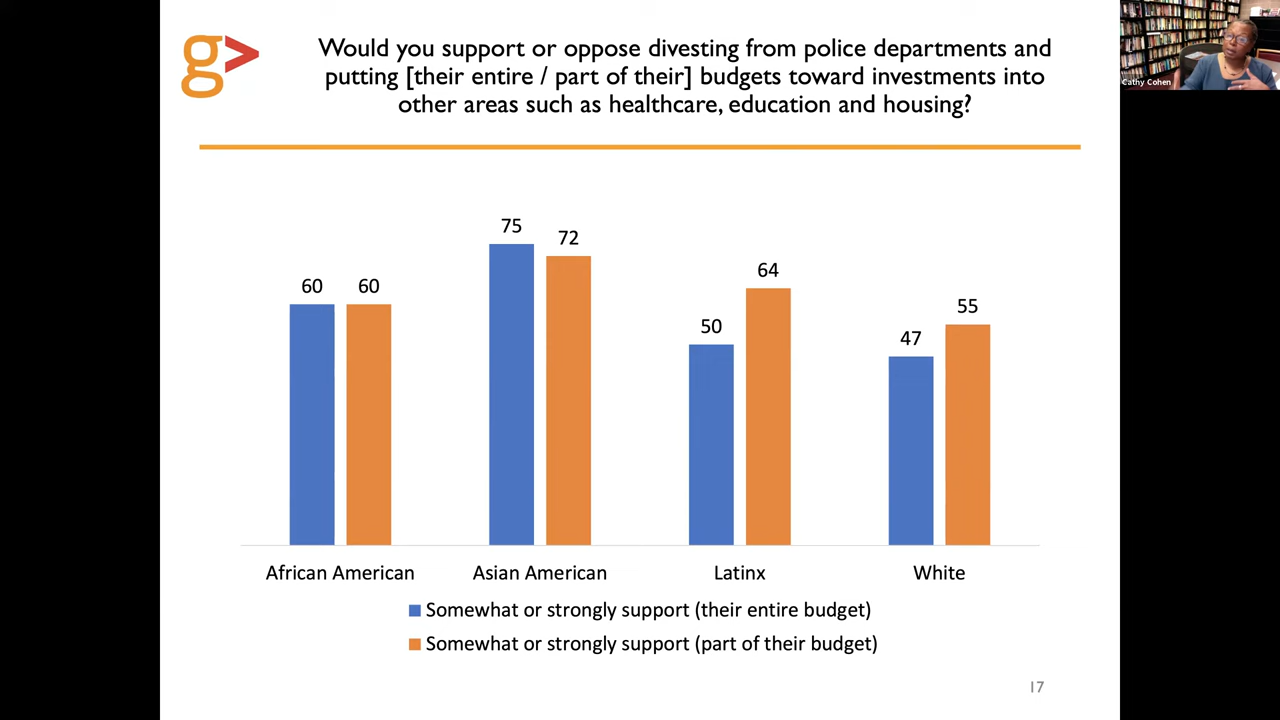 g>
Would you support or oppose divesting from police departments and
putting [their entire / part of their] budgets toward investments into
other areas such as healthcare, education and housing?
Cathy Cohen
60
60
75
72
50
64
47
55
African American
Asian American
Latinx
White
Somewhat or strongly support (their entire budget)
Somewhat or strongly support (part of their budget)
17